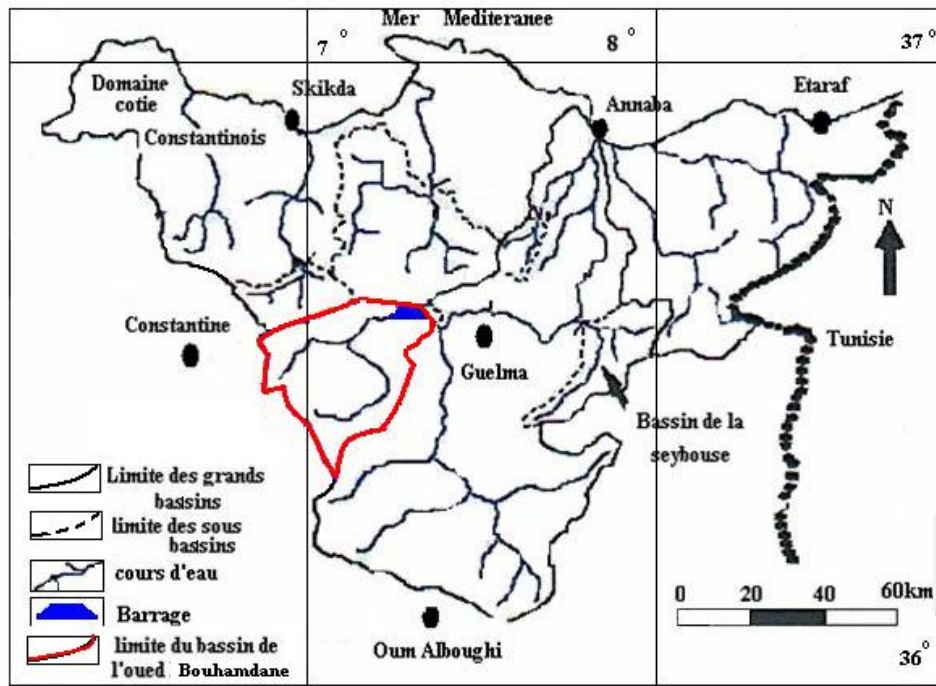 Mer Mediteranee
7°
8°
37°
Domaine
cotie
Skikda
Annaba
Etaraf
Constantinois
N
Constantine
Guelma
Tunisie
Bassin de la
seybouse
Limite des grands
bassins
limite des sous
bassins
cours d'eau
Barrage
limite du bassin de
l'oued Bouhamdane
Oum Alboughi
0 20 40 60km
36°